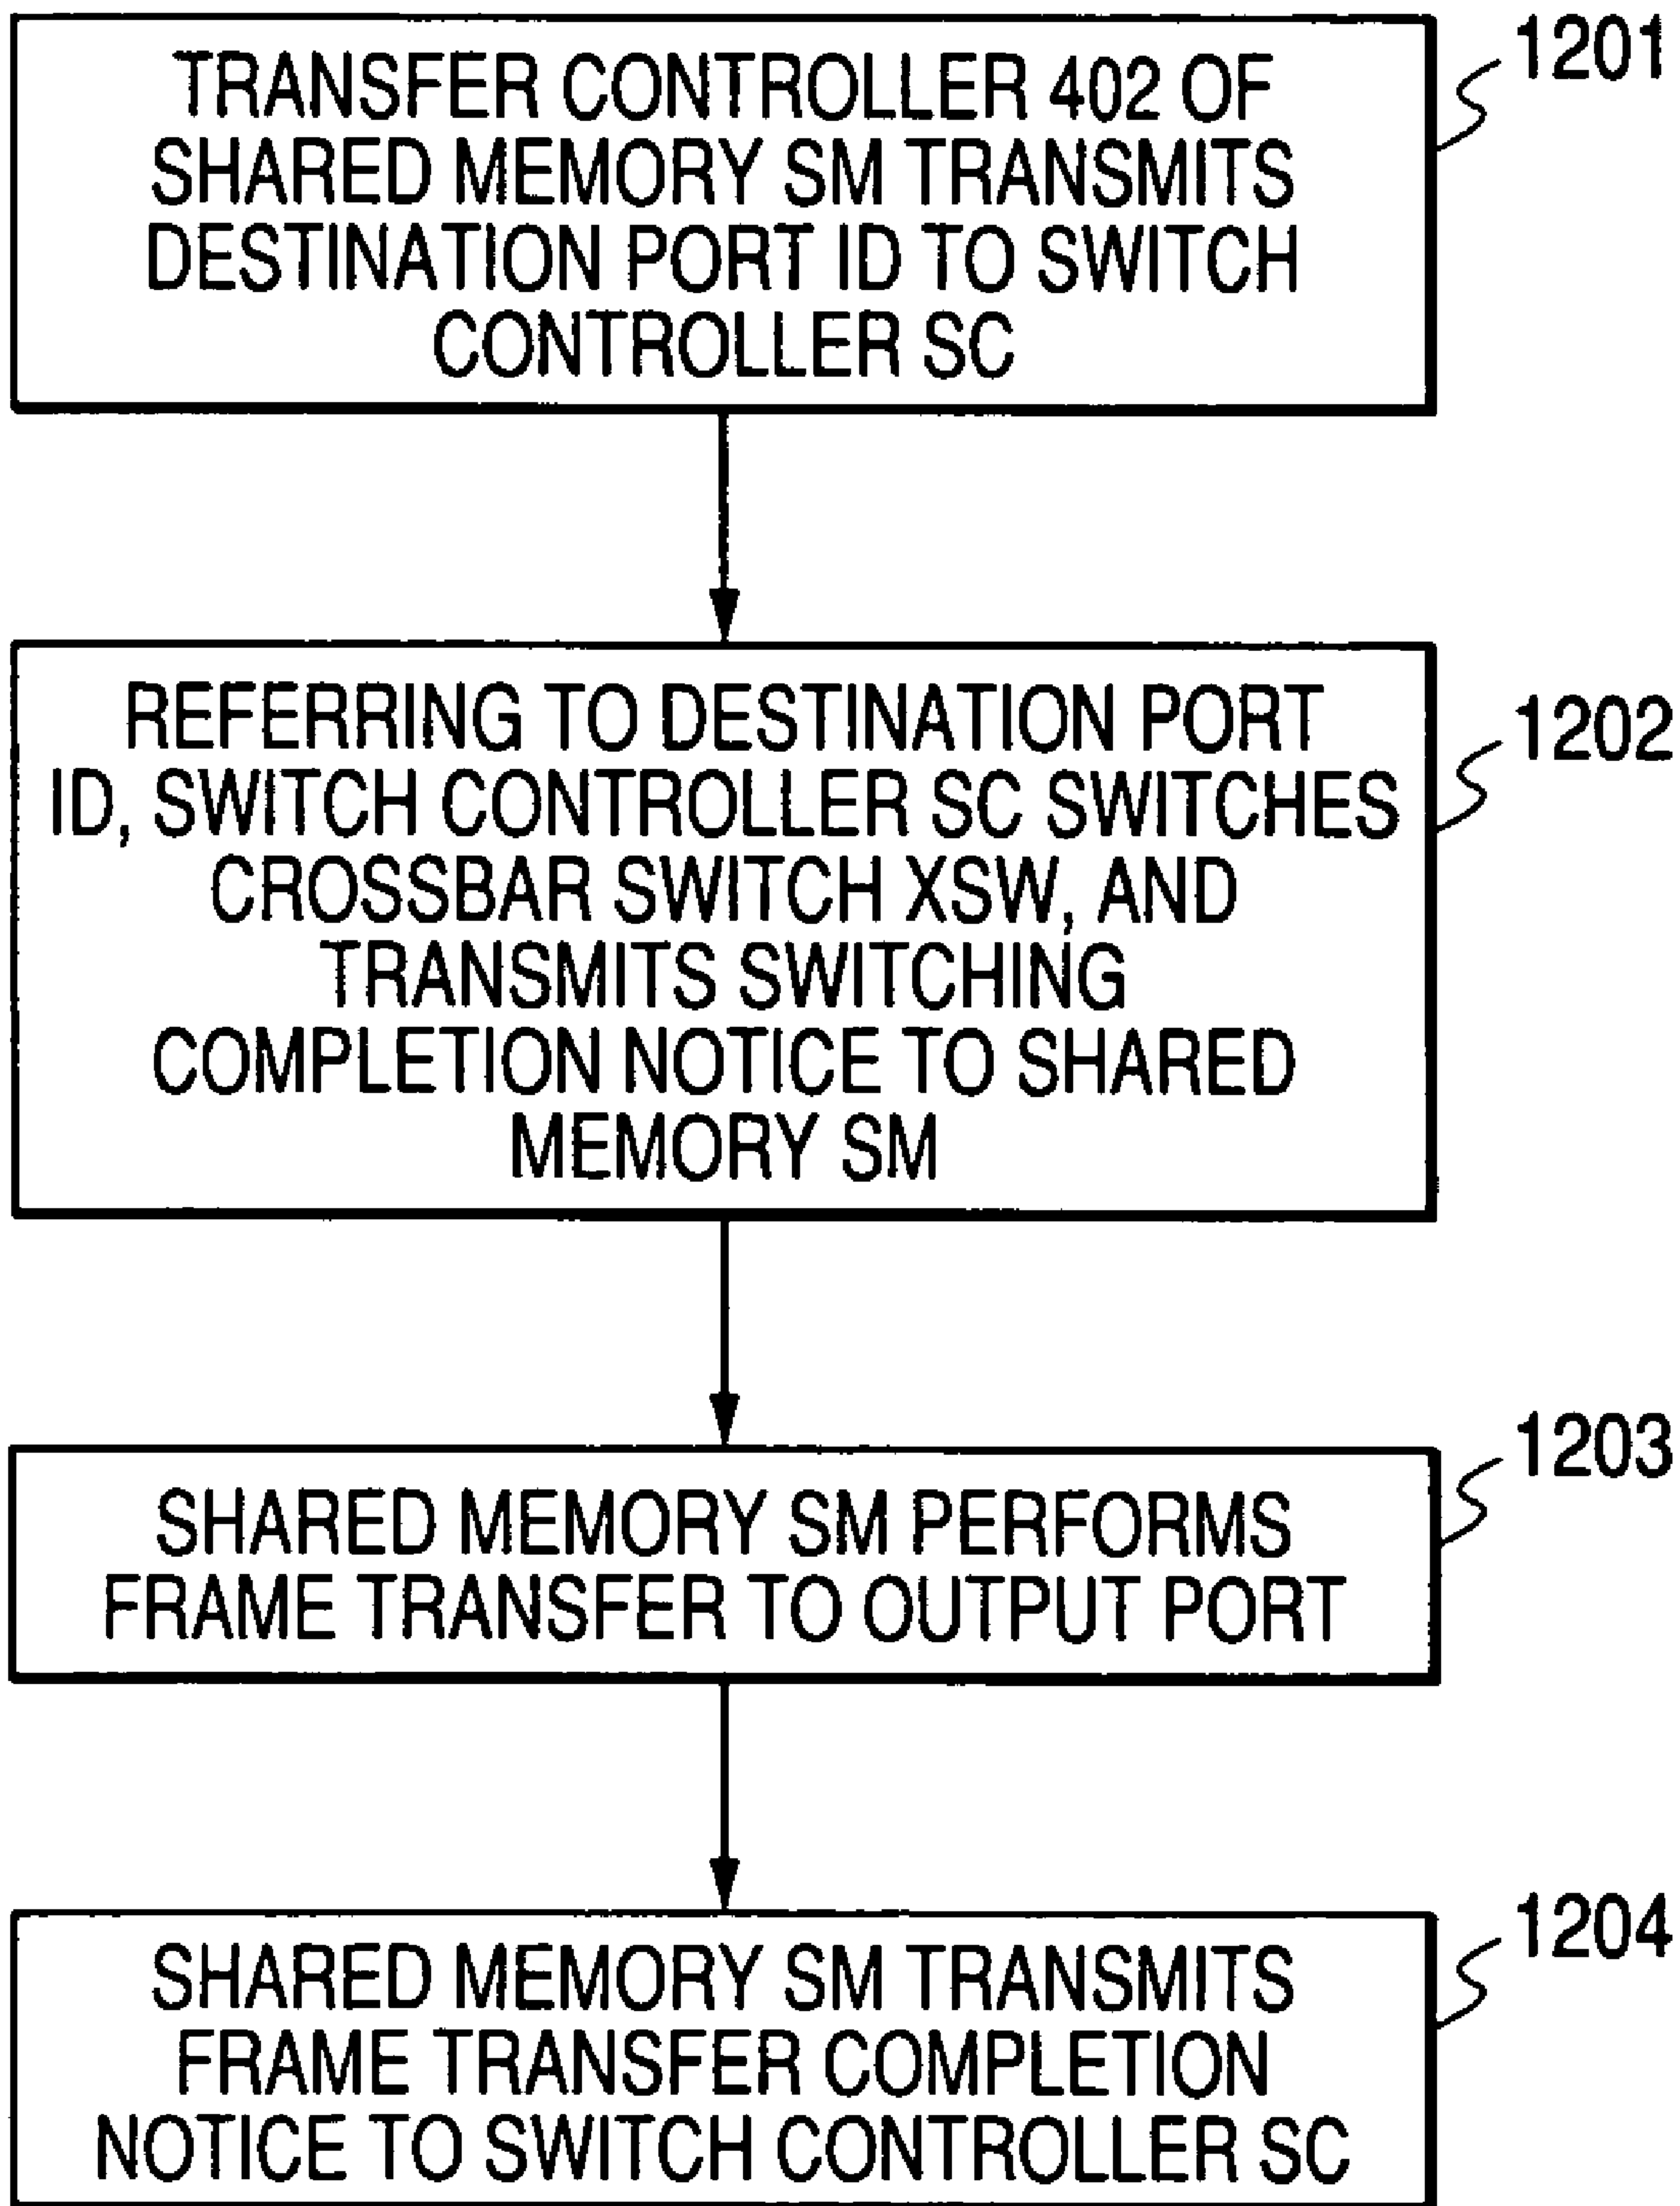 TRANSFER CONTROLLER 402 OF
SHARED MEMORY SM TRANSMITS
DESTINATION PORT ID TO SWITCH
CONTROLLER SC
1201
REFERRING TO DESTINATION PORT
ID, SWITCH CONTROLLER SC SWITCHES
CROSSBAR SWITCH XSW, AND
TRANSMITS SWITCHING
COMPLETION NOTICE TO SHARED
MEMORY SM
1202
SHARED MEMORY SM PERFORMS
FRAME TRANSFER TO OUTPUT PORT
1203
SHARED MEMORY SM TRANSMITS
FRAME TRANSFER COMPLETION
NOTICE TO SWITCH CONTROLLER SC
1204